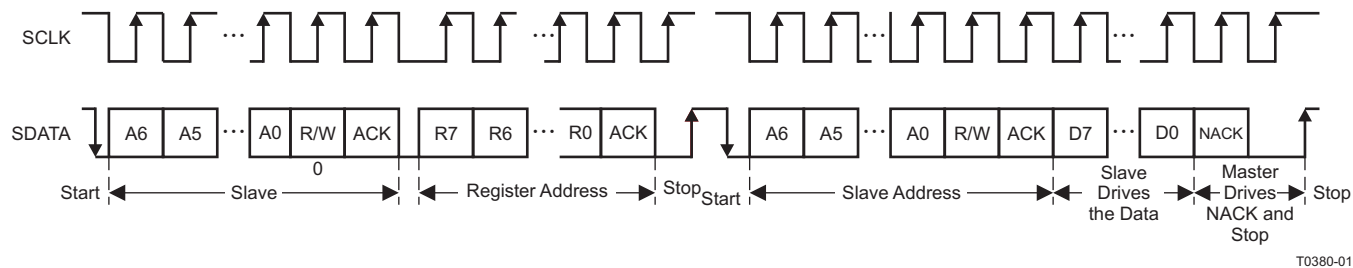 SCLK
...
...
...
...
SDATA
A6 A5 ... A0 R/W ACK R7 R6 ... R0 ACK A6 A5 ... A0 R/W ACK D7 ... D0 NACK
0
Start Slave Register Address Stop Start Slave Address
Slave
Drives
the Data
Master
Drives
NACK and
Stop
Stop
T0380-01